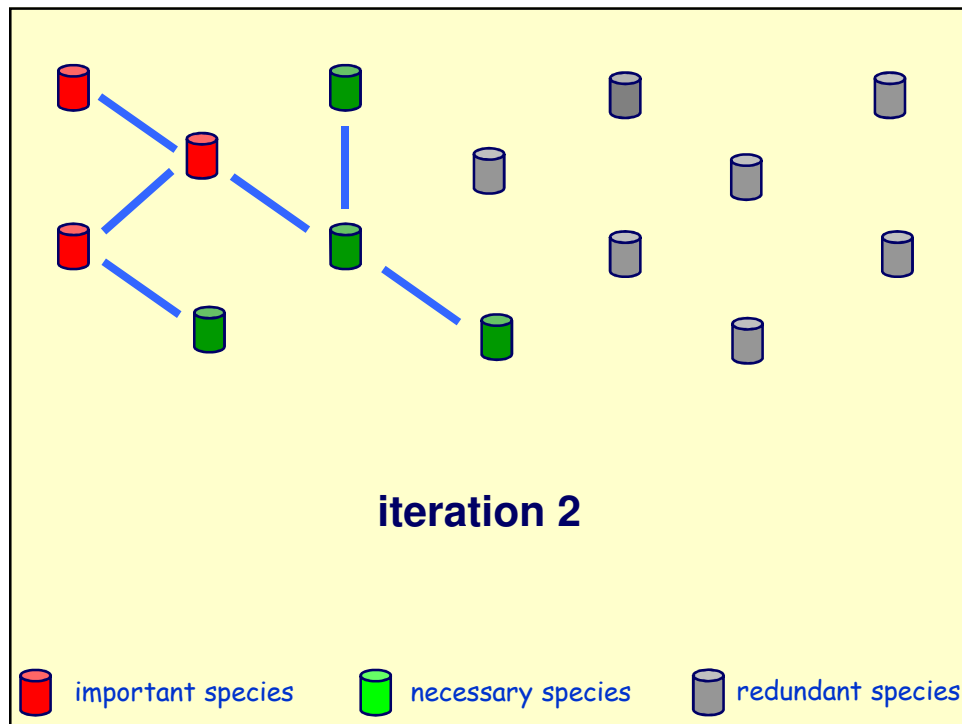 iteration 2
important species
necessary species
redundant species